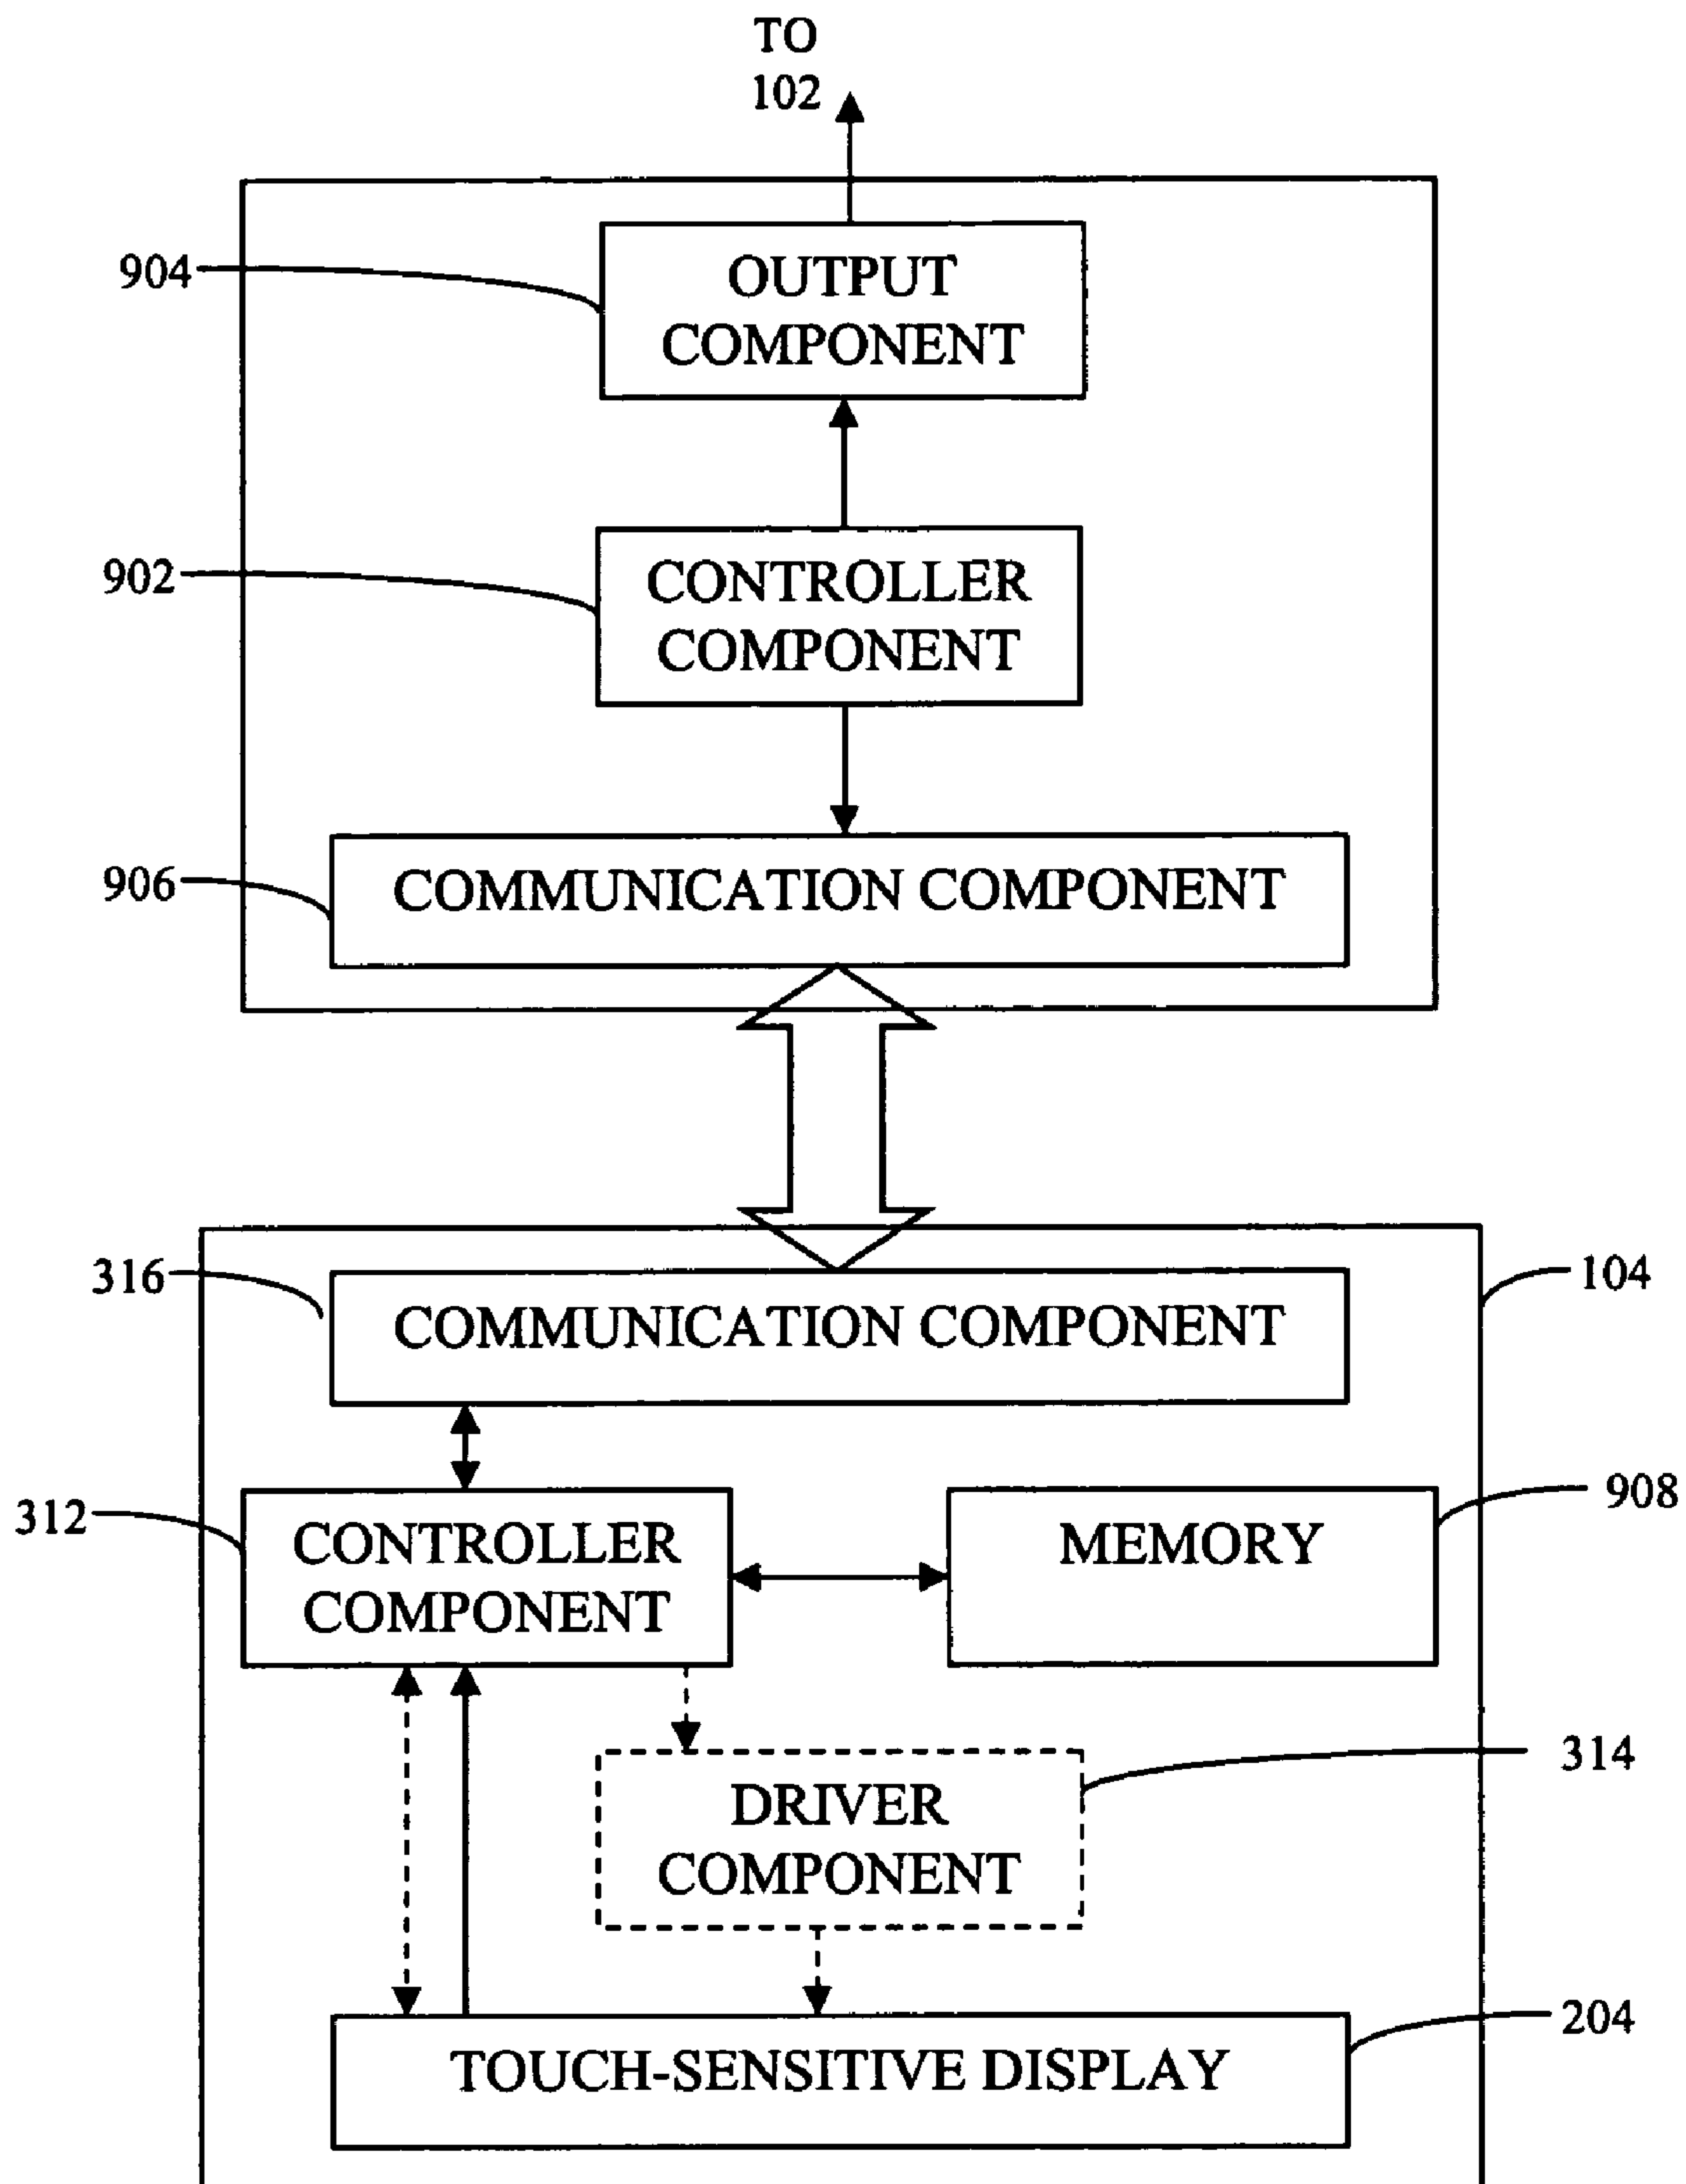 TO
102
904
OUTPUT
COMPONENT
902
CONTROLLER
COMPONENT
906
COMMUNICATION COMPONENT
316
104
COMMUNICATION COMPONENT
312
CONTROLLER
COMPONENT
MEMORY
908
DRIVER
COMPONENT
314
TOUCH-SENSITIVE DISPLAY
204